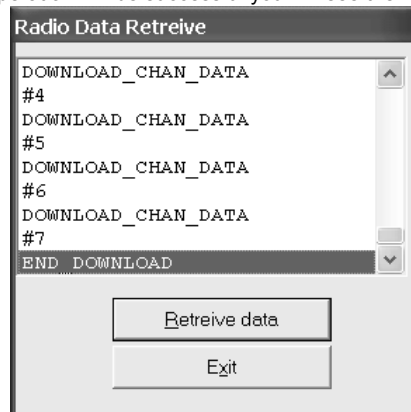 Radio Data Retreive
DOWNLOAD_CHAN_DATA
#4
DOWNLOAD_CHAN_DATA
#5
DOWNLOAD_CHAN_DATA
#6
DOWNLOAD_CHAN_DATA
#7
END_DOWNLOAD
Retreive data
Exit